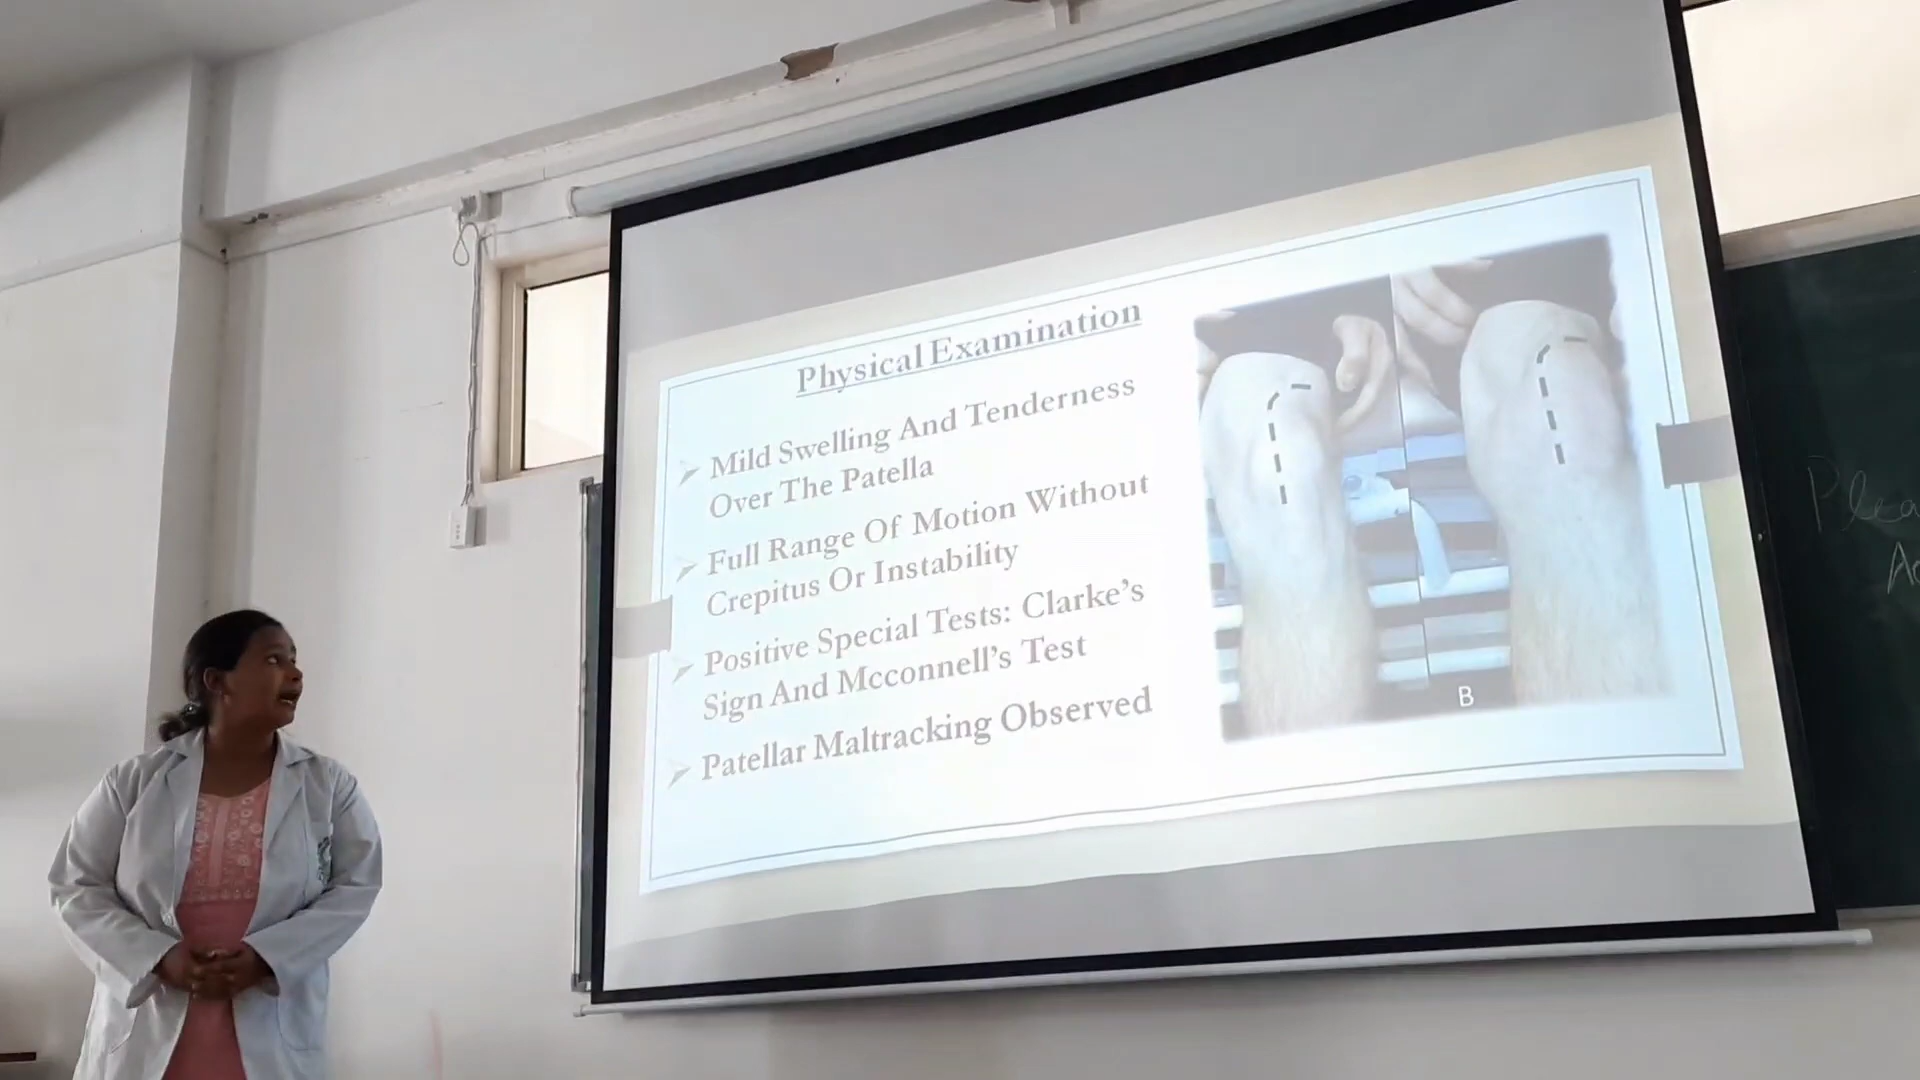 Physical Examination
Mild Swelling And Tenderness
Over The Patella
Full Range Of Motion Without
Crepitus Or Instability
Positive Special Tests: Clarke's
Sign And Mcconnell's Test
Patellar Maltracking Observed
B